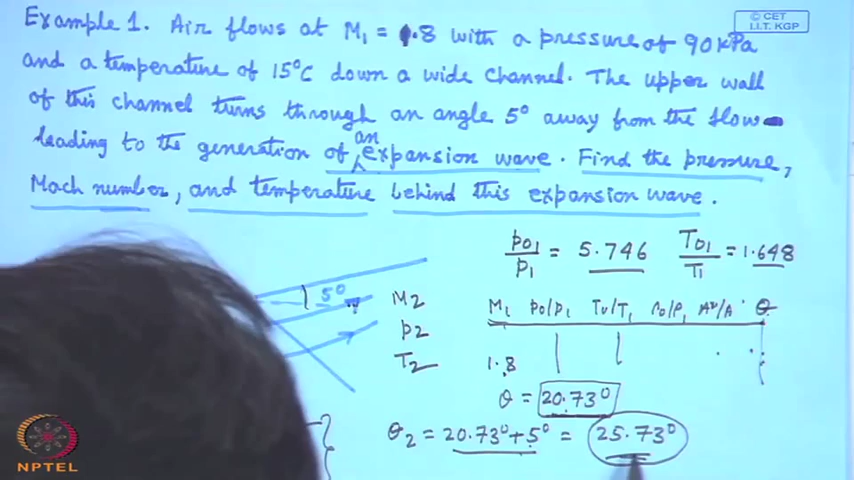 Example 1. Air flows at M₁ = 1.8 with a pressure of 90 kPa
and a temperature of 15°C down a wide channel. The upper wall
of this channel turns through an angle 5° away from the flow
leading to the generation of an expansion wave. Find the pressure,
Mach number, and temperature behind this expansion wave.
© CET
I.I.T. KGP
p01/p1 = 5.746 T01/T1 = 1.648
5°
M2
p2
T2
M1 p0/p1 T0/T1 ρ0/ρ1 A*/A θ
1.8
θ = 20.73°
θ2 = 20.73° + 5° = 25.73°
NPTEL